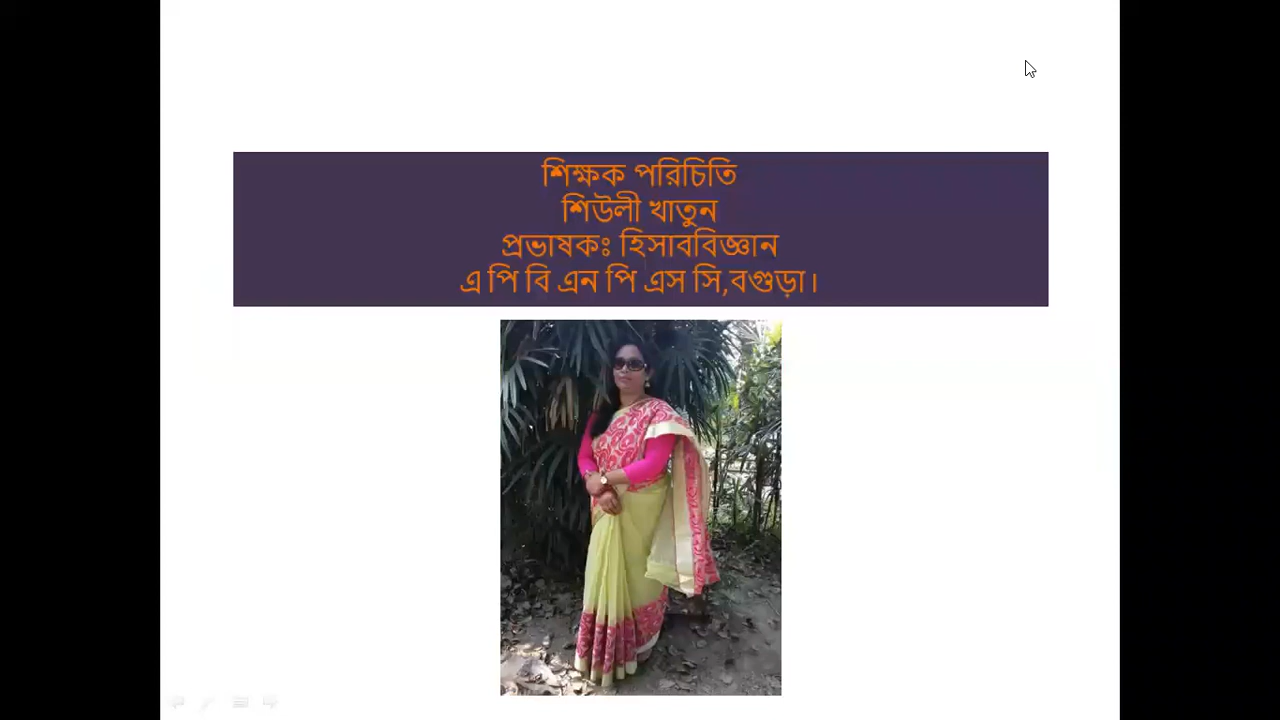 শিক্ষক পরিচিতি
শিউলী খাতুন
প্রভাষকঃ হিসাববিজ্ঞান
এ পি বি এন পি এস সি,বগুড়া।